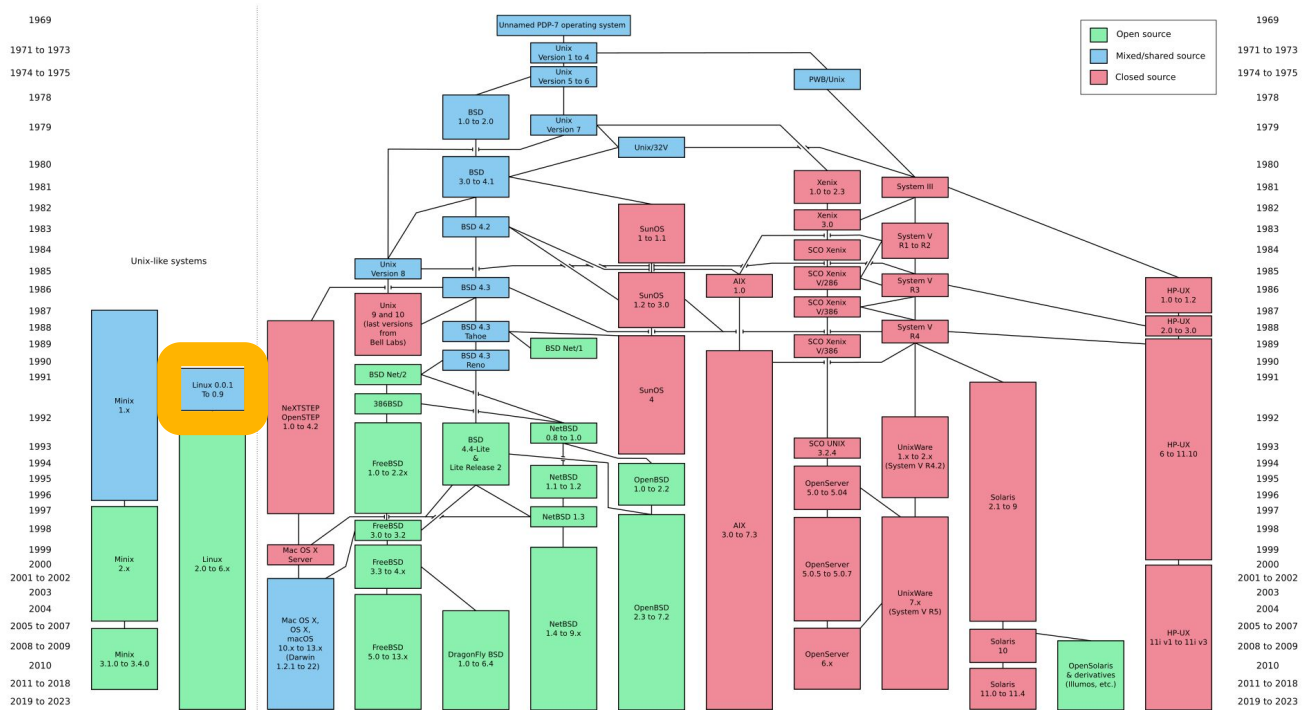 1969
1971 to 1973
1974 to 1975
1978
1979
1980
1981
1982
1983
1984
1985
1986
1987
1988
1989
1990
1991
1992
1993
1994
1995
1996
1997
1998
1999
2000
2001 to 2002
2003
2004
2005 to 2007
2008 to 2009
2010
2011 to 2018
2019 to 2023
Unix-like systems
Minix
1.x
Minix
2.x
Minix
3.1.0 to 3.4.0
Linux 0.0.1
To 0.9
Linux
2.0 to 6.x
NeXTSTEP
OpenSTEP
1.0 to 4.2
Mac OS X
Server
Mac OS X,
OS X,
macOS
10.x to 13.x
(Darwin
1.2.1 to 22)
Unix
Version 8
Unix
9 and 10
(last versions
from
Bell Labs)
BSD Net/2
386BSD
FreeBSD
1.0 to 2.2x
FreeBSD
3.0 to 3.2
FreeBSD
3.3 to 4.x
FreeBSD
5.0 to 13.x
BSD
1.0 to 2.0
BSD
3.0 to 4.1
BSD 4.2
BSD 4.3
BSD 4.3
Tahoe
BSD 4.3
Reno
BSD
4.4-Lite
&
Lite Release 2
DragonFly BSD
1.0 to 6.4
Unnamed PDP-7 operating system
Unix
Version 1 to 4
Unix
Version 5 to 6
Unix
Version 7
BSD Net/1
NetBSD
0.8 to 1.0
NetBSD
1.1 to 1.2
NetBSD 1.3
NetBSD
1.4 to 9.x
Unix/32V
SunOS
1 to 1.1
SunOS
1.2 to 3.0
SunOS
4
OpenBSD
1.0 to 2.2
OpenBSD
2.3 to 7.2
AIX
1.0
AIX
3.0 to 7.3
PWB/Unix
Xenix
1.0 to 2.3
Xenix
3.0
SCO Xenix
SCO Xenix
V/286
SCO Xenix
V/386
SCO Xenix
V/386
SCO UNIX
3.2.4
OpenServer
5.0 to 5.04
OpenServer
5.0.5 to 5.0.7
OpenServer
6.x
System III
System V
R1 to R2
System V
R3
System V
R4
UnixWare
1.x to 2.x
(System V R4.2)
UnixWare
7.x
(System V R5)
Solaris
2.1 to 9
Solaris
10
Solaris
11.0 to 11.4
OpenSolaris
& derivatives
(Illumos, etc.)
HP-UX
1.0 to 1.2
HP-UX
2.0 to 3.0
HP-UX
6 to 11.10
HP-UX
11i v1 to 11i v3
Open source
Mixed/shared source
Closed source
1969
1971 to 1973
1974 to 1975
1978
1979
1980
1981
1982
1983
1984
1985
1986
1987
1988
1989
1990
1991
1992
1993
1994
1995
1996
1997
1998
1999
2000
2001 to 2002
2003
2004
2005 to 2007
2008 to 2009
2010
2011 to 2018
2019 to 2023